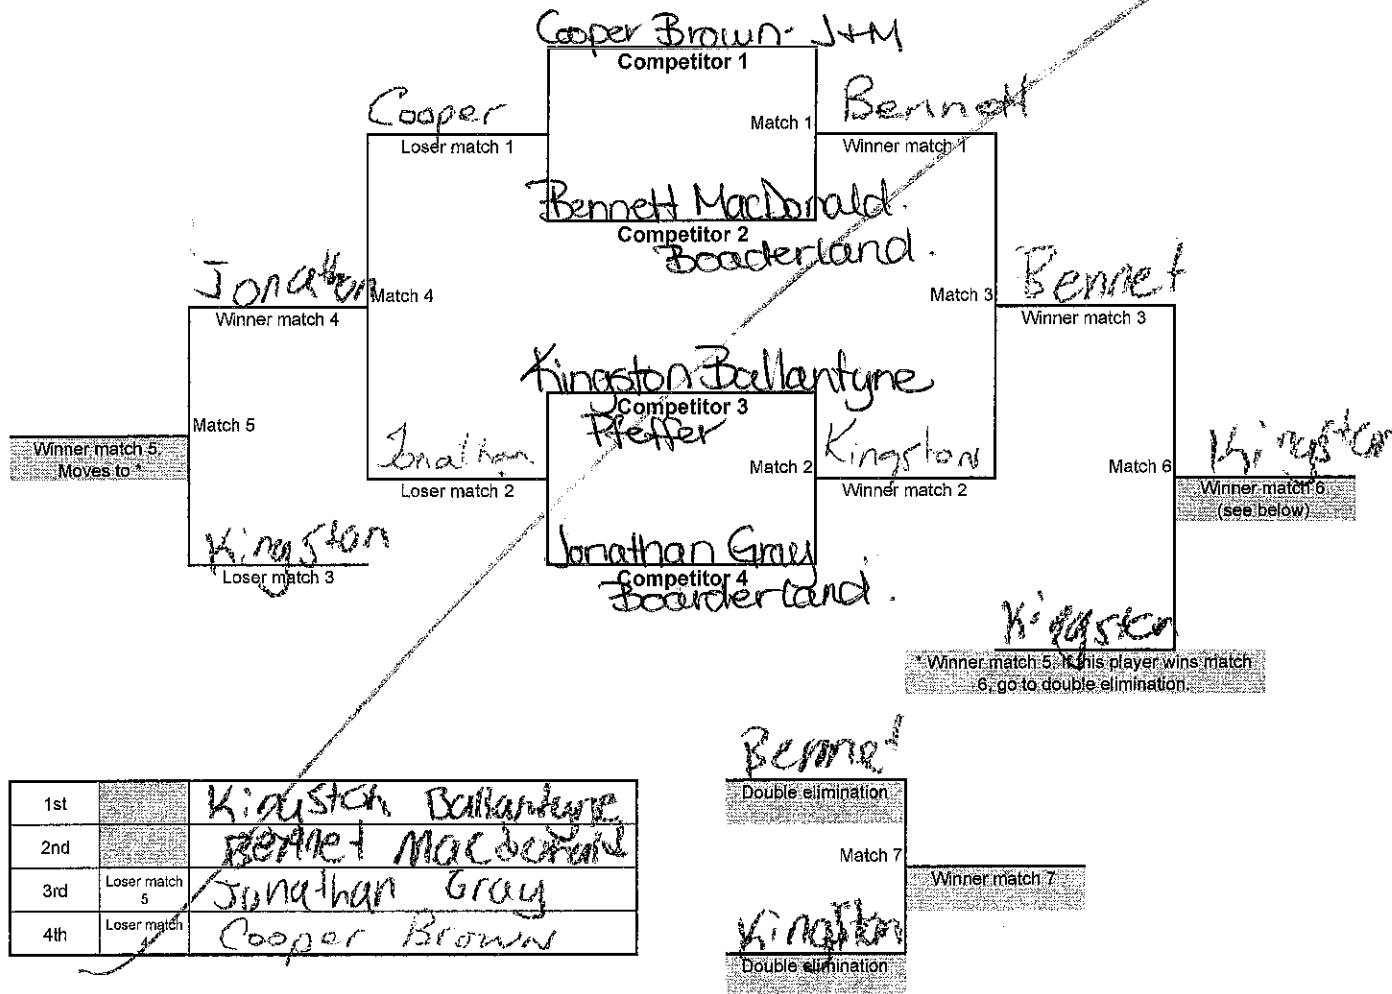 Cooper Brown- J+M
Competitor 1
Cooper
Match 1
Bennett
Loser match 1
Winner match 1
Bennett MacDonald.
Competitor 2
Boaderland.
Jonathon
Match 4
Match 3
Bennet
Winner match 4
Winner match 3
Kingston Ballantyne
Competitor 3
Pfeffer
Match 5
Winner match 5,
Moves to *
Jonathan
Loser match 2
Match 2
Kingston
Winner match 2
Match 6
Kingston
Winner match 6
(see below)
Kingston
Loser match 3
Jonathan Gray
Competitor 4
Boarderland.
Kingston
* Winner match 5, If this player wins match
6, go to double elimination.
Bennet
Double elimination
Match 7
Winner match 7
Kingston
Double elimination
1st Kingston Ballantyne
2nd Bennet Macdonald
3rd Loser match 5 Jonathan Gray
4th Loser match Cooper Brown